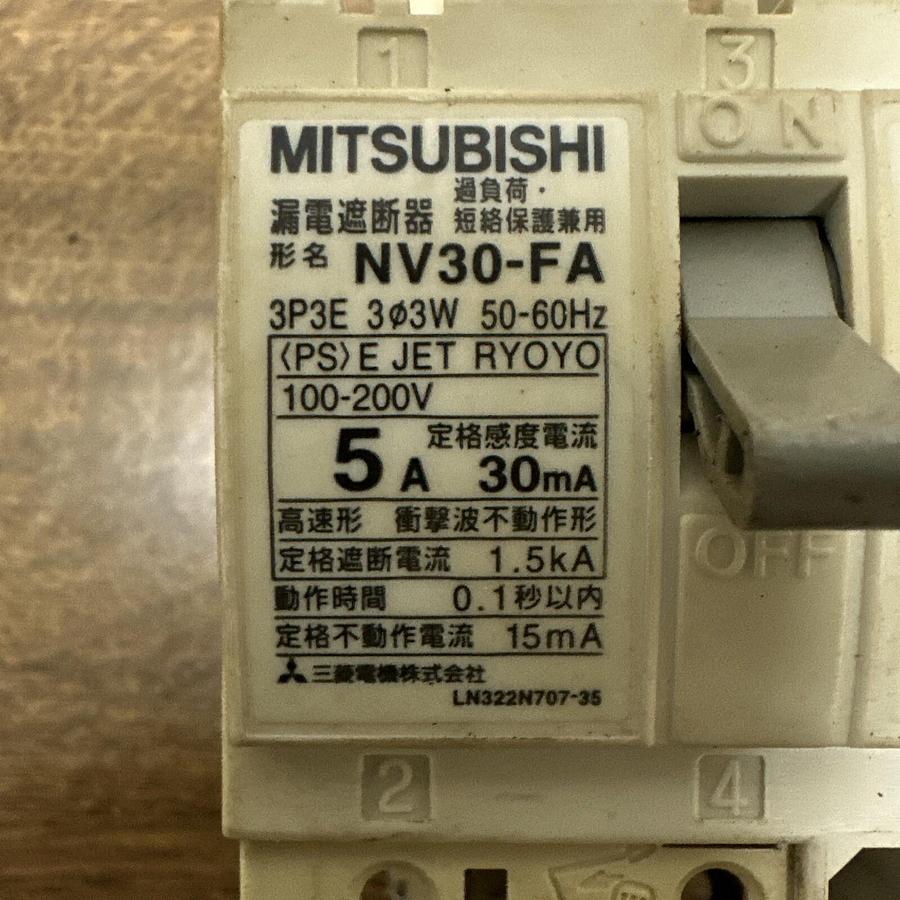 1 3
ON
MITSUBISHI
漏電遮断器 過負荷・
短絡保護兼用
形名 NV30-FA
3P3E 3φ3W 50-60Hz
〈PS〉E JET RYOYO
100-200V
5A 定格感度電流
30mA
高速形 衝撃波不動作形
定格遮断電流 1.5kA
動作時間 0.1秒以内
定格不動作電流 15mA
三菱電機株式会社
LN322N707-35
OFF
2 4